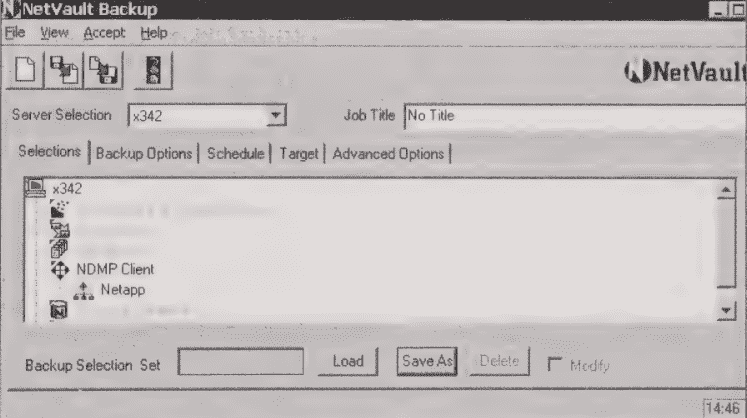 NetVault Backup
File View Accept Help
NetVault
Server Selection x342 Job Title No Title
Selections Backup Options Schedule Target Advanced Options
x342
NDMP Client
Netapp
Backup Selection Set Load Save As Delete Modify
14:46